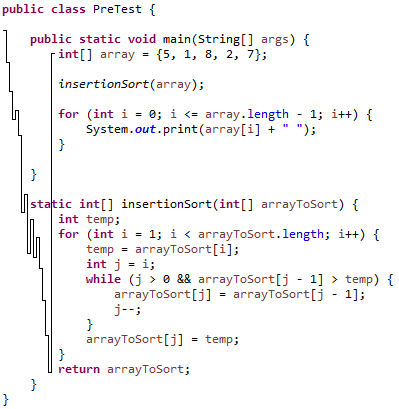 public class PreTest {
public static void main(String[] args) {
int[] array = {5, 1, 8, 2, 7};
insertionSort(array);
for (int i = 0; i <= array.length - 1; i++) {
System.out.print(array[i] + " ");
}
}
static int[] insertionSort(int[] arrayToSort) {
int temp;
for (int i = 1; i < arrayToSort.length; i++) {
temp = arrayToSort[i];
int j = i;
while (j > 0 && arrayToSort[j - 1] > temp) {
arrayToSort[j] = arrayToSort[j - 1];
j--;
}
arrayToSort[j] = temp;
}
return arrayToSort;
}
}